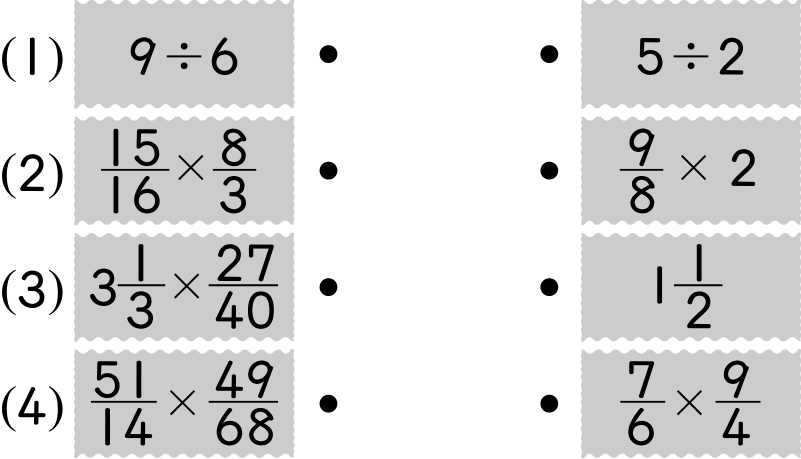 (1) 9÷6 • • 5÷2
(2) 15/16 × 8/3 • • 9/8 × 2
(3) 3 1/3 × 27/40 • • 1 1/2
(4) 51/14 × 49/68 • • 7/6 × 9/4